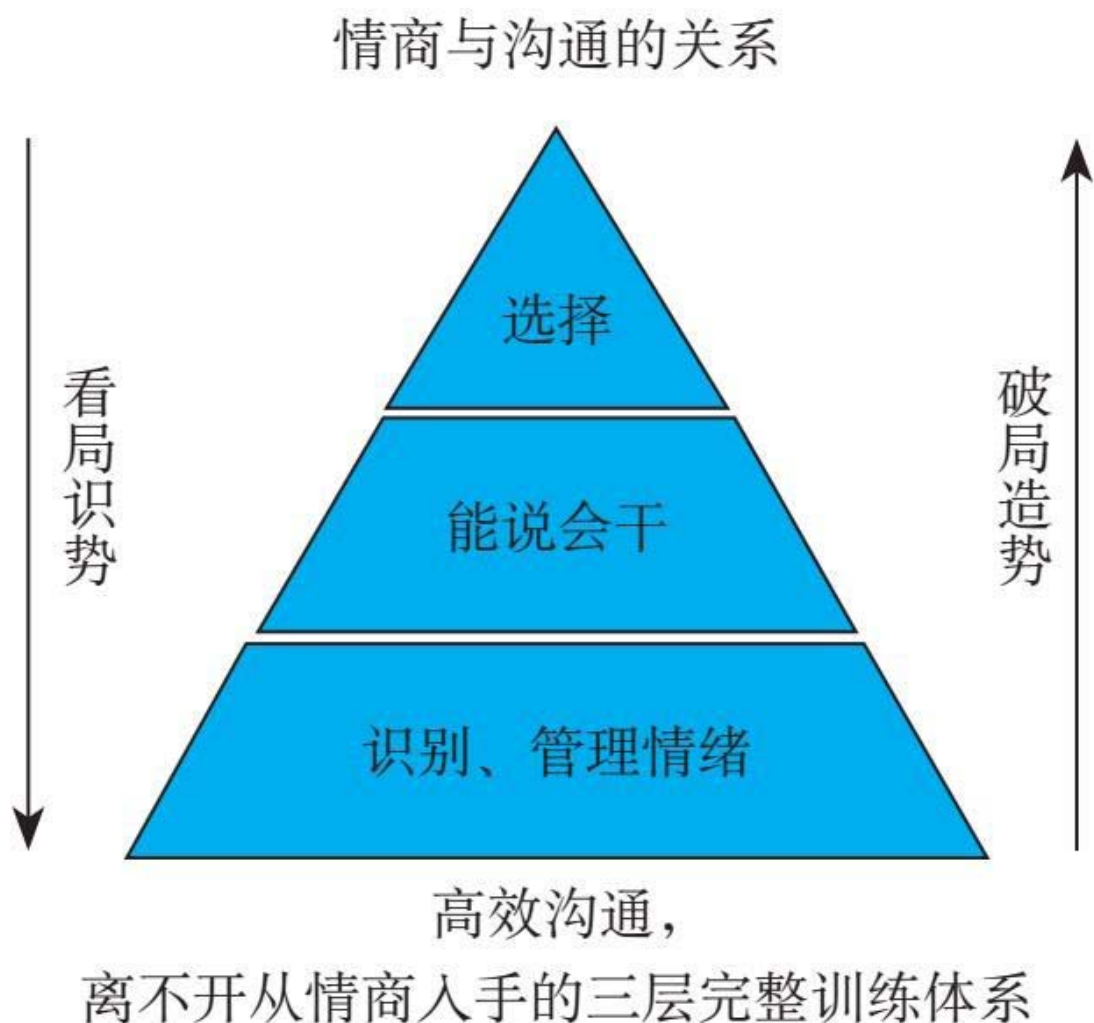 情商与沟通的关系
选择
看局识势
破局造势
能说会干
识别、管理情绪
高效沟通，
离不开从情商入手的三层完整训练体系